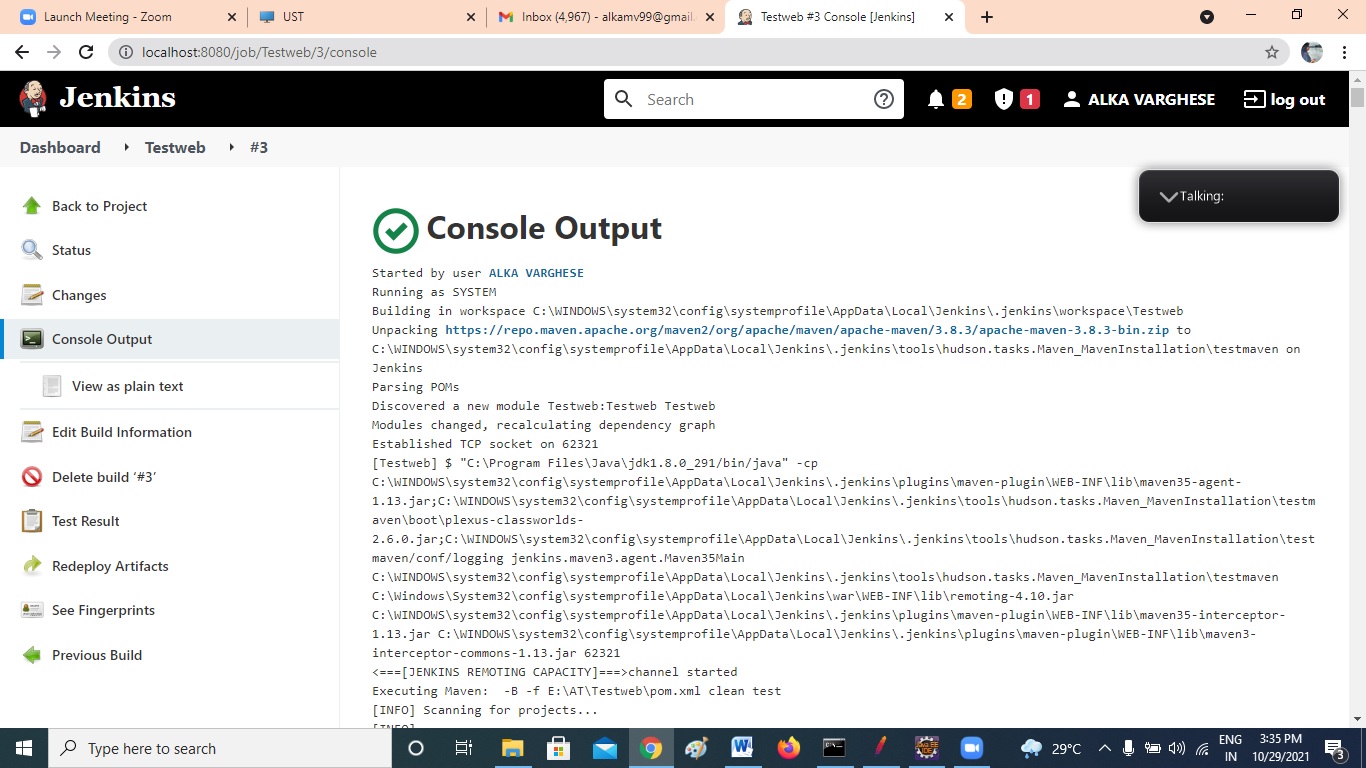 Launch Meeting - Zoom
UST
Inbox (4,967) - alkamv99@gmail.
Testweb #3 Console [Jenkins]
localhost:8080/job/Testweb/3/console
Jenkins
Search
2
1
ALKA VARGHESE
log out
Dashboard
Testweb
#3
Talking:
Back to Project
Status
Changes
Console Output
View as plain text
Edit Build Information
Delete build ‘#3’
Test Result
Redeploy Artifacts
See Fingerprints
Previous Build
Console Output
Started by user ALKA VARGHESE
Running as SYSTEM
Building in workspace C:\WINDOWS\system32\config\systemprofile\AppData\Local\Jenkins\.jenkins\workspace\Testweb
Unpacking https://repo.maven.apache.org/maven2/org/apache/maven/apache-maven/3.8.3/apache-maven-3.8.3-bin.zip to
C:\WINDOWS\system32\config\systemprofile\AppData\Local\Jenkins\.jenkins\tools\hudson.tasks.Maven_MavenInstallation\testmaven on
Jenkins
Parsing POMs
Discovered a new module Testweb:Testweb Testweb
Modules changed, recalculating dependency graph
Established TCP socket on 62321
[Testweb] $ "C:\Program Files\Java\jdk1.8.0_291/bin/java" -cp
C:\WINDOWS\system32\config\systemprofile\AppData\Local\Jenkins\.jenkins\plugins\maven-plugin\WEB-INF\lib\maven35-agent-
1.13.jar;C:\WINDOWS\system32\config\systemprofile\AppData\Local\Jenkins\.jenkins\tools\hudson.tasks.Maven_MavenInstallation\testm
aven\boot\plexus-classworlds-
2.6.0.jar;C:\WINDOWS\system32\config\systemprofile\AppData\Local\Jenkins\.jenkins\tools\hudson.tasks.Maven_MavenInstallation\test
maven/conf/logging jenkins.maven3.agent.Maven35Main
C:\WINDOWS\system32\config\systemprofile\AppData\Local\Jenkins\.jenkins\tools\hudson.tasks.Maven_MavenInstallation\testmaven
C:\Windows\System32\config\systemprofile\AppData\Local\Jenkins\war\WEB-INF\lib\remoting-4.10.jar
C:\WINDOWS\system32\config\systemprofile\AppData\Local\Jenkins\.jenkins\plugins\maven-plugin\WEB-INF\lib\maven35-interceptor-
1.13.jar C:\WINDOWS\system32\config\systemprofile\AppData\Local\Jenkins\.jenkins\plugins\maven-plugin\WEB-INF\lib\maven3-
interceptor-commons-1.13.jar 62321
<===[JENKINS REMOTING CAPACITY]===>channel started
Executing Maven:  -B -f E:\AT\Testweb\pom.xml clean test
[INFO] Scanning for projects...
[INFO]
Type here to search
29°C
ENG
IN
3:35 PM
10/29/2021
3